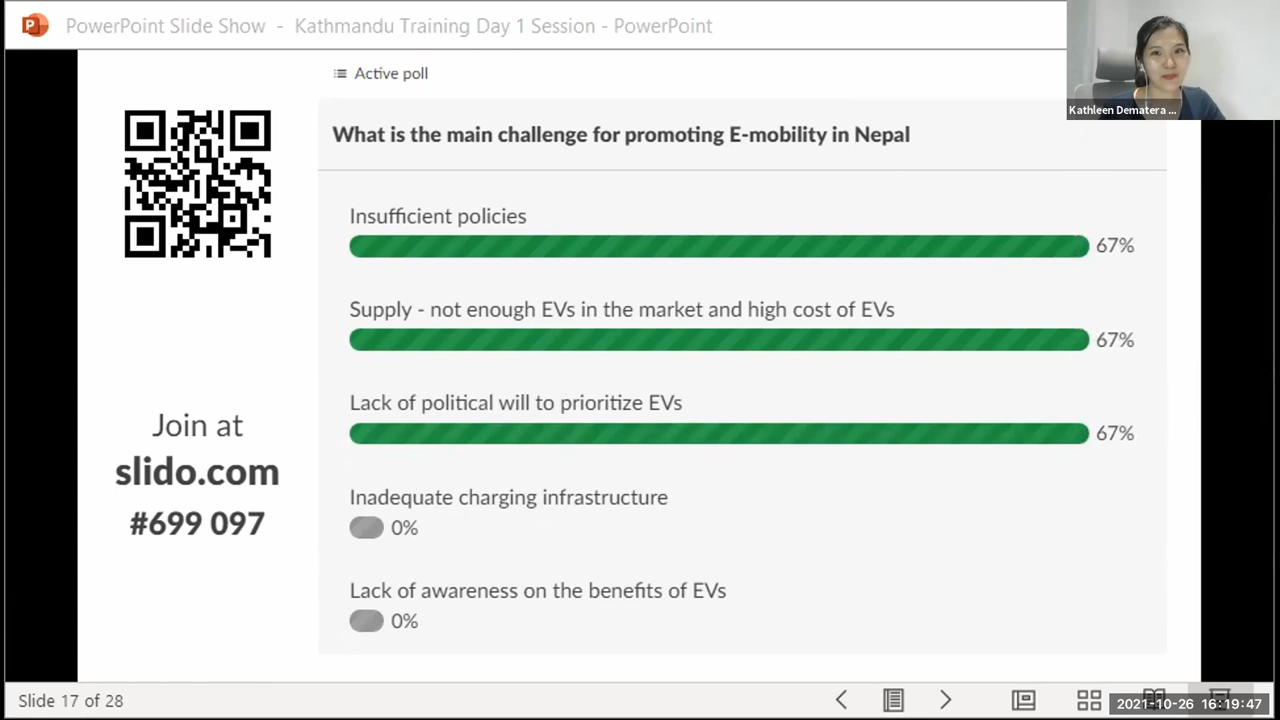 PowerPoint Slide Show - Kathmandu Training Day 1 Session - PowerPoint
Kathleen Dematera ...
Active poll
What is the main challenge for promoting E-mobility in Nepal
Insufficient policies
67%
Supply - not enough EVs in the market and high cost of EVs
67%
Lack of political will to prioritize EVs
67%
Inadequate charging infrastructure
0%
Lack of awareness on the benefits of EVs
0%
Join at
slido.com
#699 097
Slide 17 of 28
2021-10-26 16:19:47